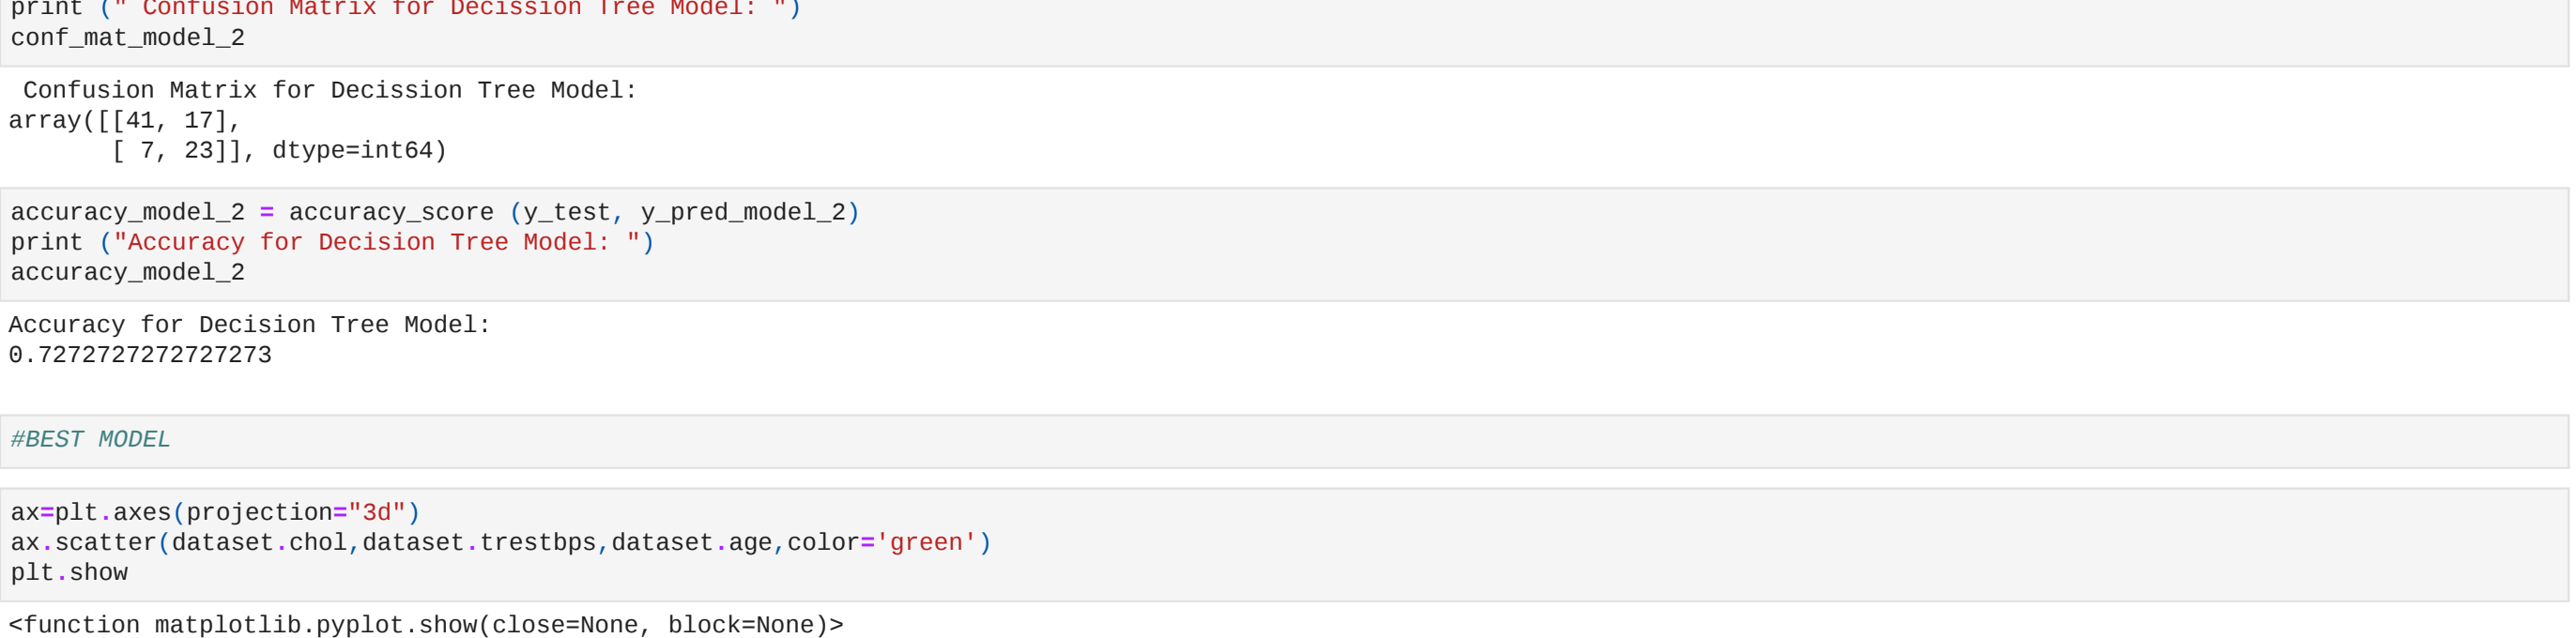 print (" Confusion Matrix for Decission Tree Model: ")
conf_mat_model_2
 Confusion Matrix for Decission Tree Model:
array([[41, 17],
       [ 7, 23]], dtype=int64)
accuracy_model_2 = accuracy_score (y_test, y_pred_model_2)
print ("Accuracy for Decision Tree Model: ")
accuracy_model_2
Accuracy for Decision Tree Model:
0.7272727272727273
#BEST MODEL
ax=plt.axes(projection="3d")
ax.scatter(dataset.chol,dataset.trestbps,dataset.age,color='green')
plt.show
<function matplotlib.pyplot.show(close=None, block=None)>